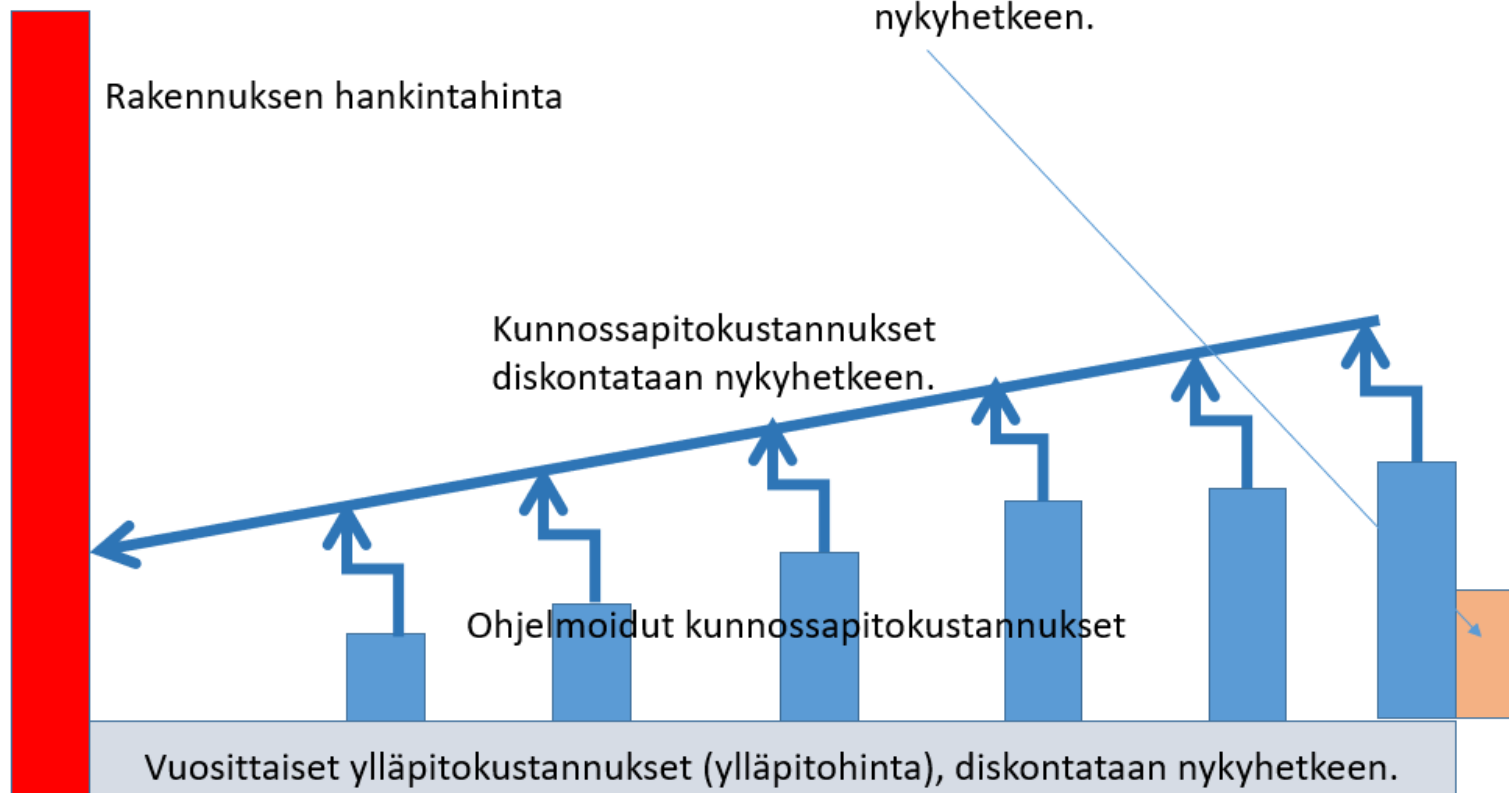 nykyhetkeen.
Rakennuksen hankintahinta
Kunnossapitokustannukset
diskontataan nykyhetkeen.
Ohjelmoidut kunnossapitokustannukset
Vuosittaiset ylläpitokustannukset (ylläpitohinta), diskontataan nykyhetkeen.